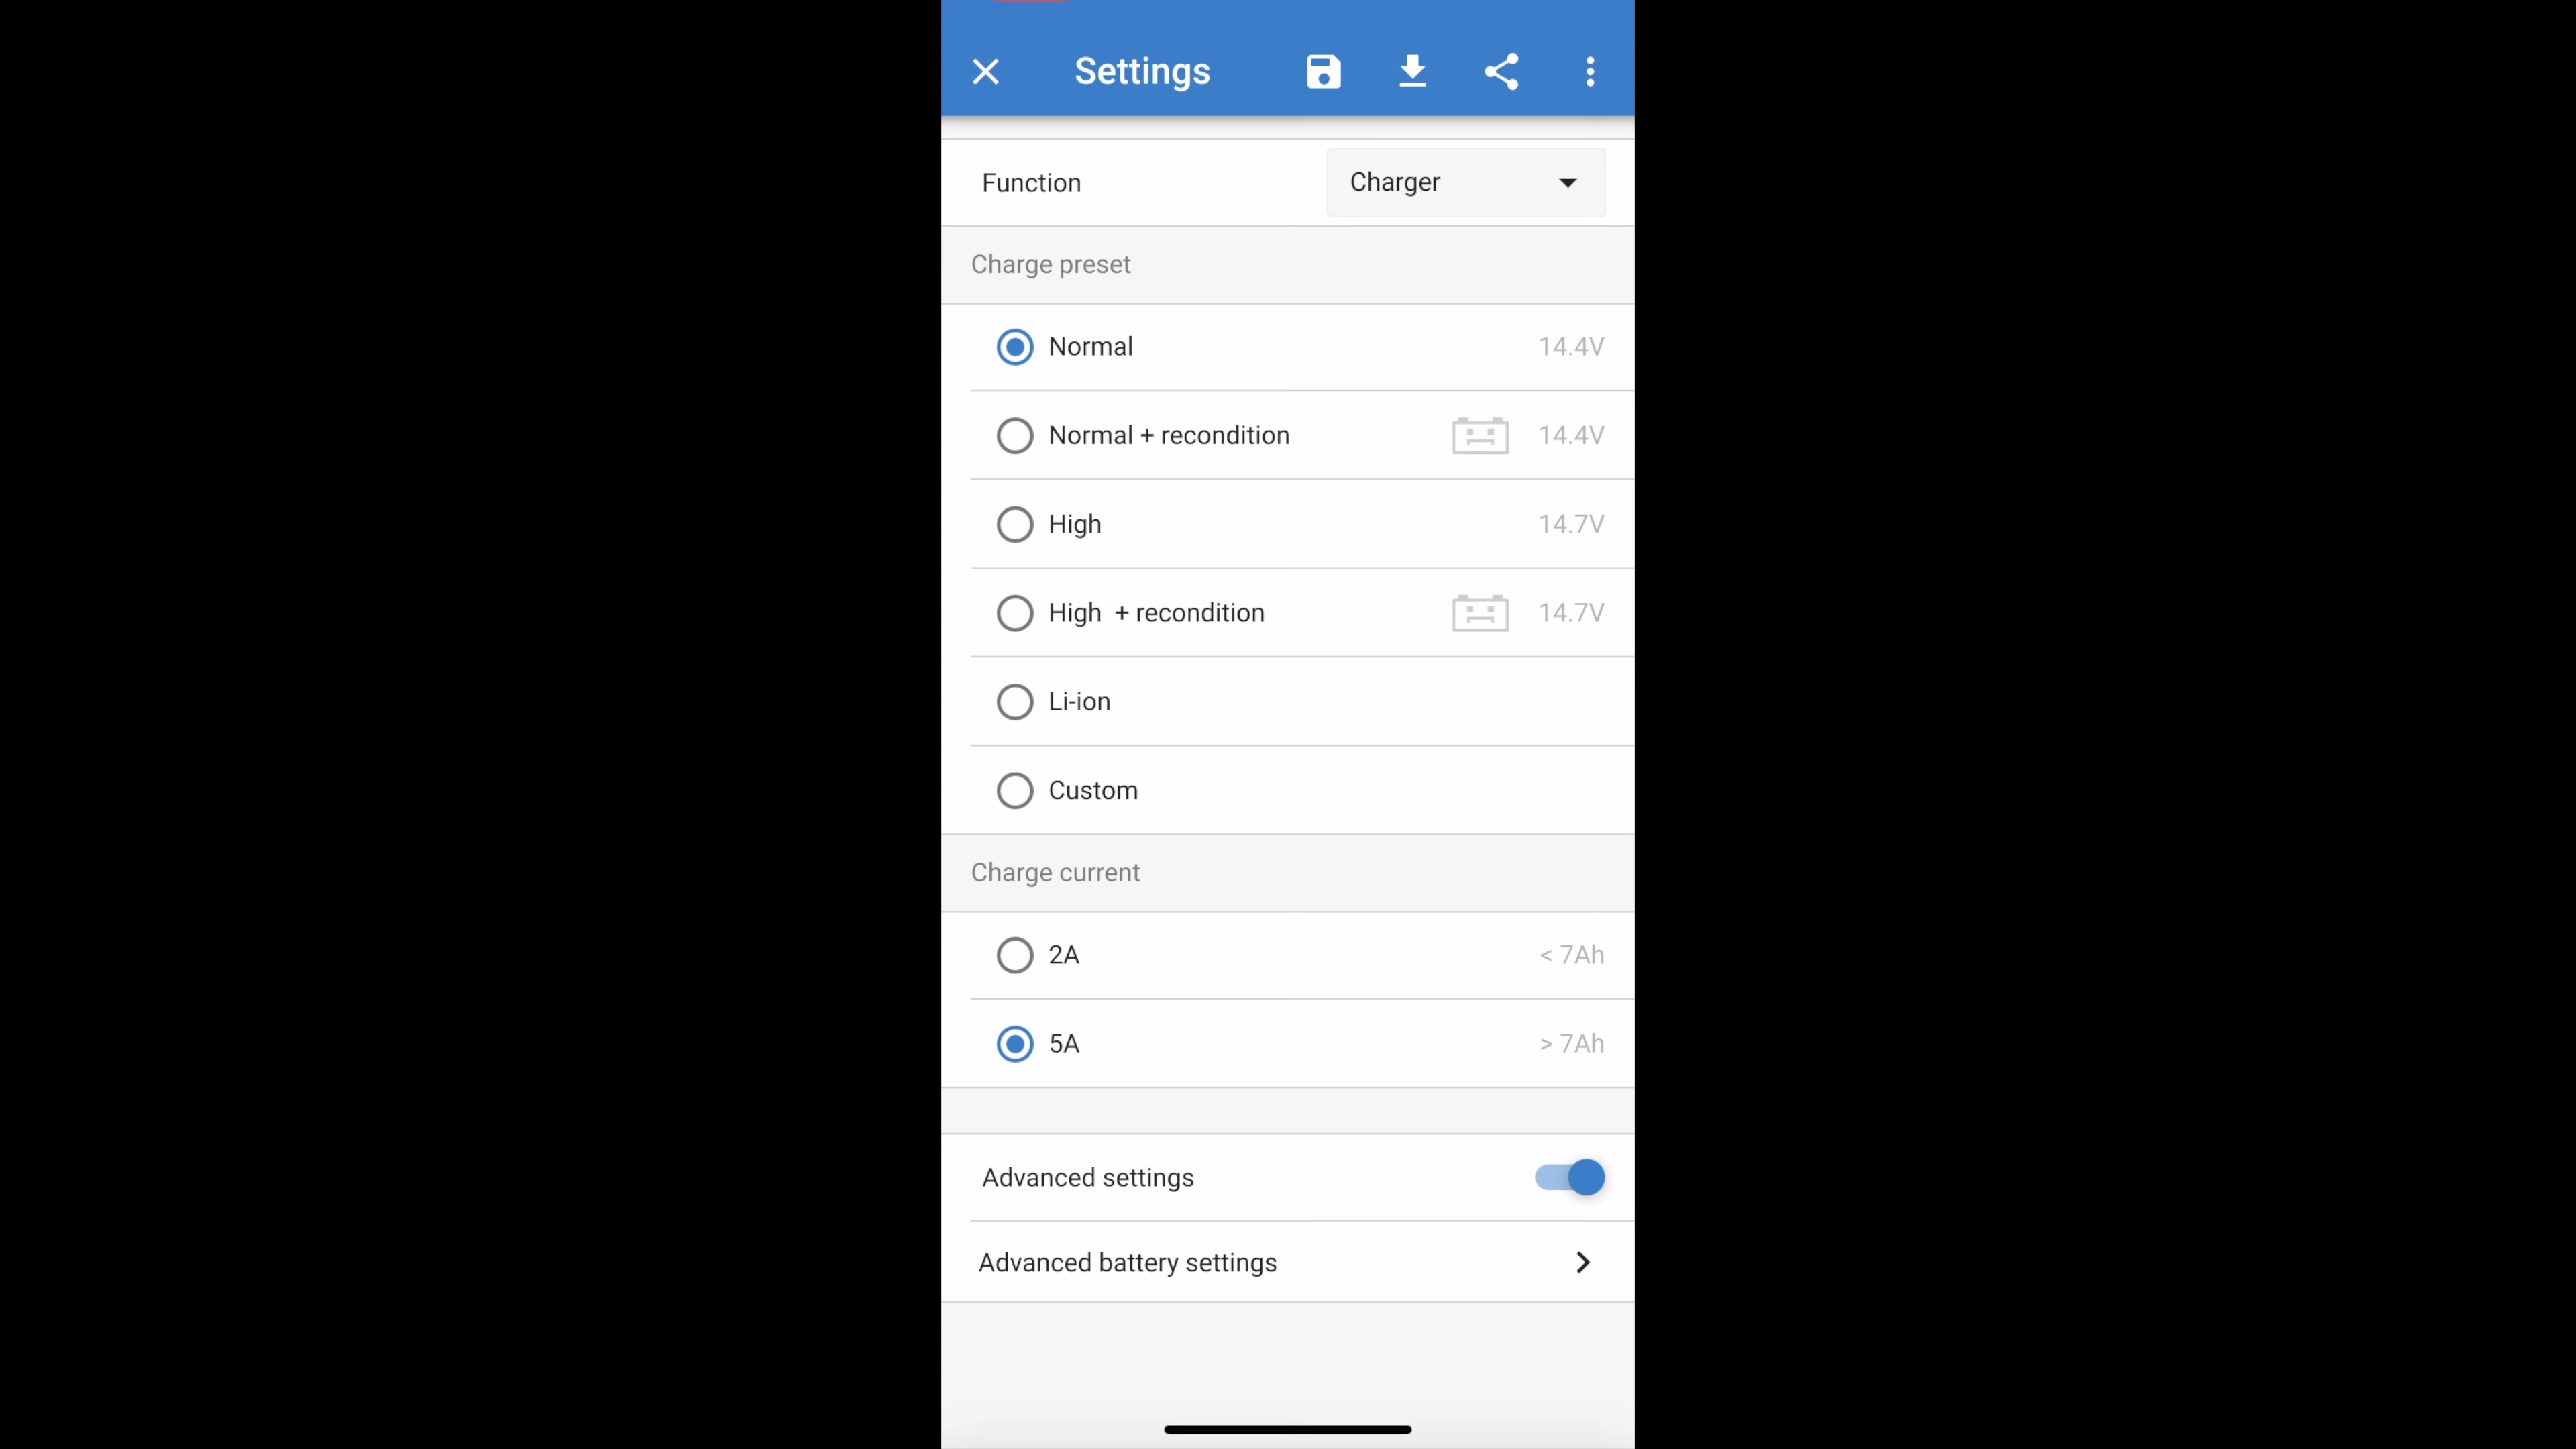 Settings
Function Charger
Charge preset
Normal 14.4V
Normal + recondition 14.4V
High 14.7V
High + recondition 14.7V
Li-ion
Custom
Charge current
2A < 7Ah
5A > 7Ah
Advanced settings
Advanced battery settings